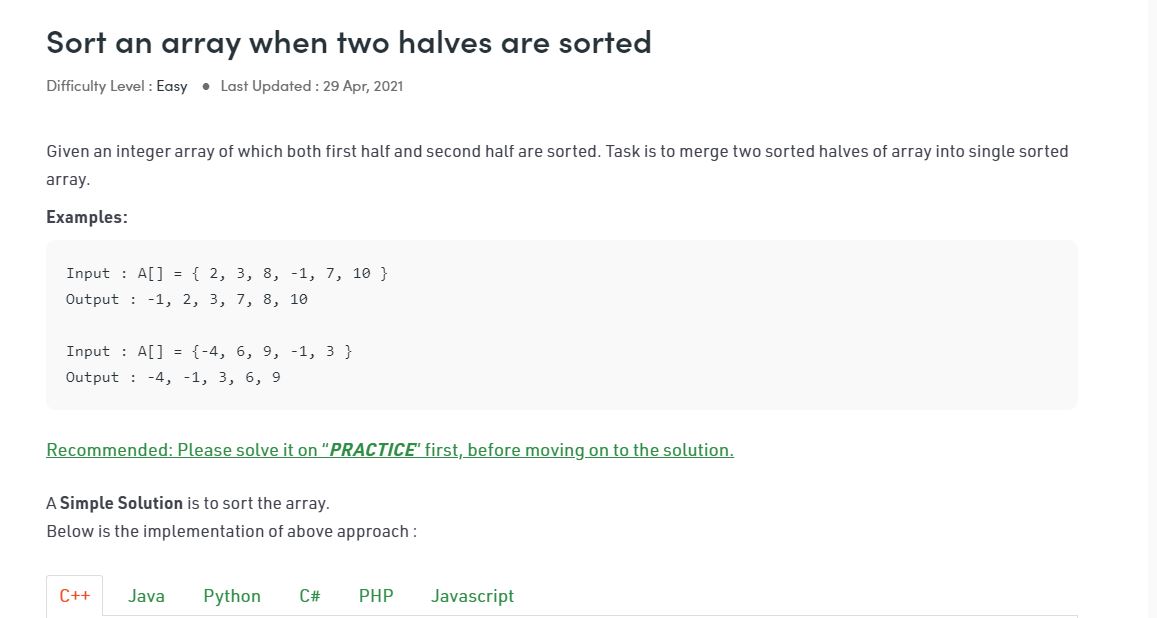 Sort an array when two halves are sorted
Difficulty Level : Easy ● Last Updated : 29 Apr, 2021
Given an integer array of which both first half and second half are sorted. Task is to merge two sorted halves of array into single sorted
array.
Examples:
Input : A[] = { 2, 3, 8, -1, 7, 10 }
Output : -1, 2, 3, 7, 8, 10
Input : A[] = {-4, 6, 9, -1, 3 }
Output : -4, -1, 3, 6, 9
Recommended: Please solve it on “PRACTICE” first, before moving on to the solution.
A Simple Solution is to sort the array.
Below is the implementation of above approach :
C++ Java Python C# PHP Javascript